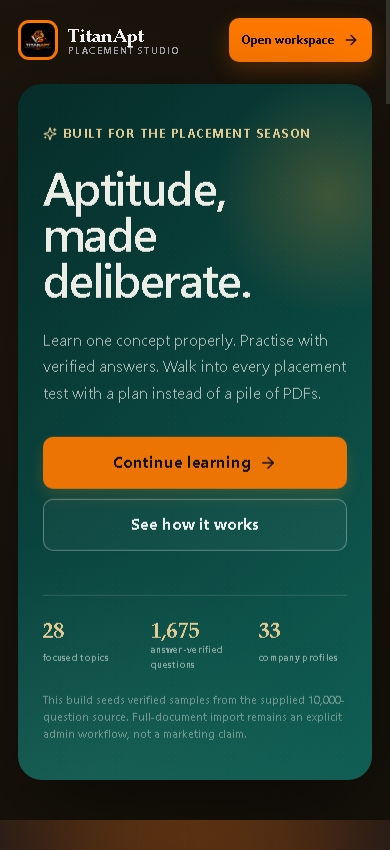 TITANAPT
TitanApt
PLACEMENT STUDIO
Open workspace
BUILT FOR THE PLACEMENT SEASON
Aptitude,
made
deliberate.
Learn one concept properly. Practise with
verified answers. Walk into every placement
test with a plan instead of a pile of PDFs.
Continue learning
See how it works
28
focused topics
1,675
answer-verified
questions
33
company profiles
This build seeds verified samples from the supplied 10,000-
question source. Full-document import remains an explicit
admin workflow, not a marketing claim.